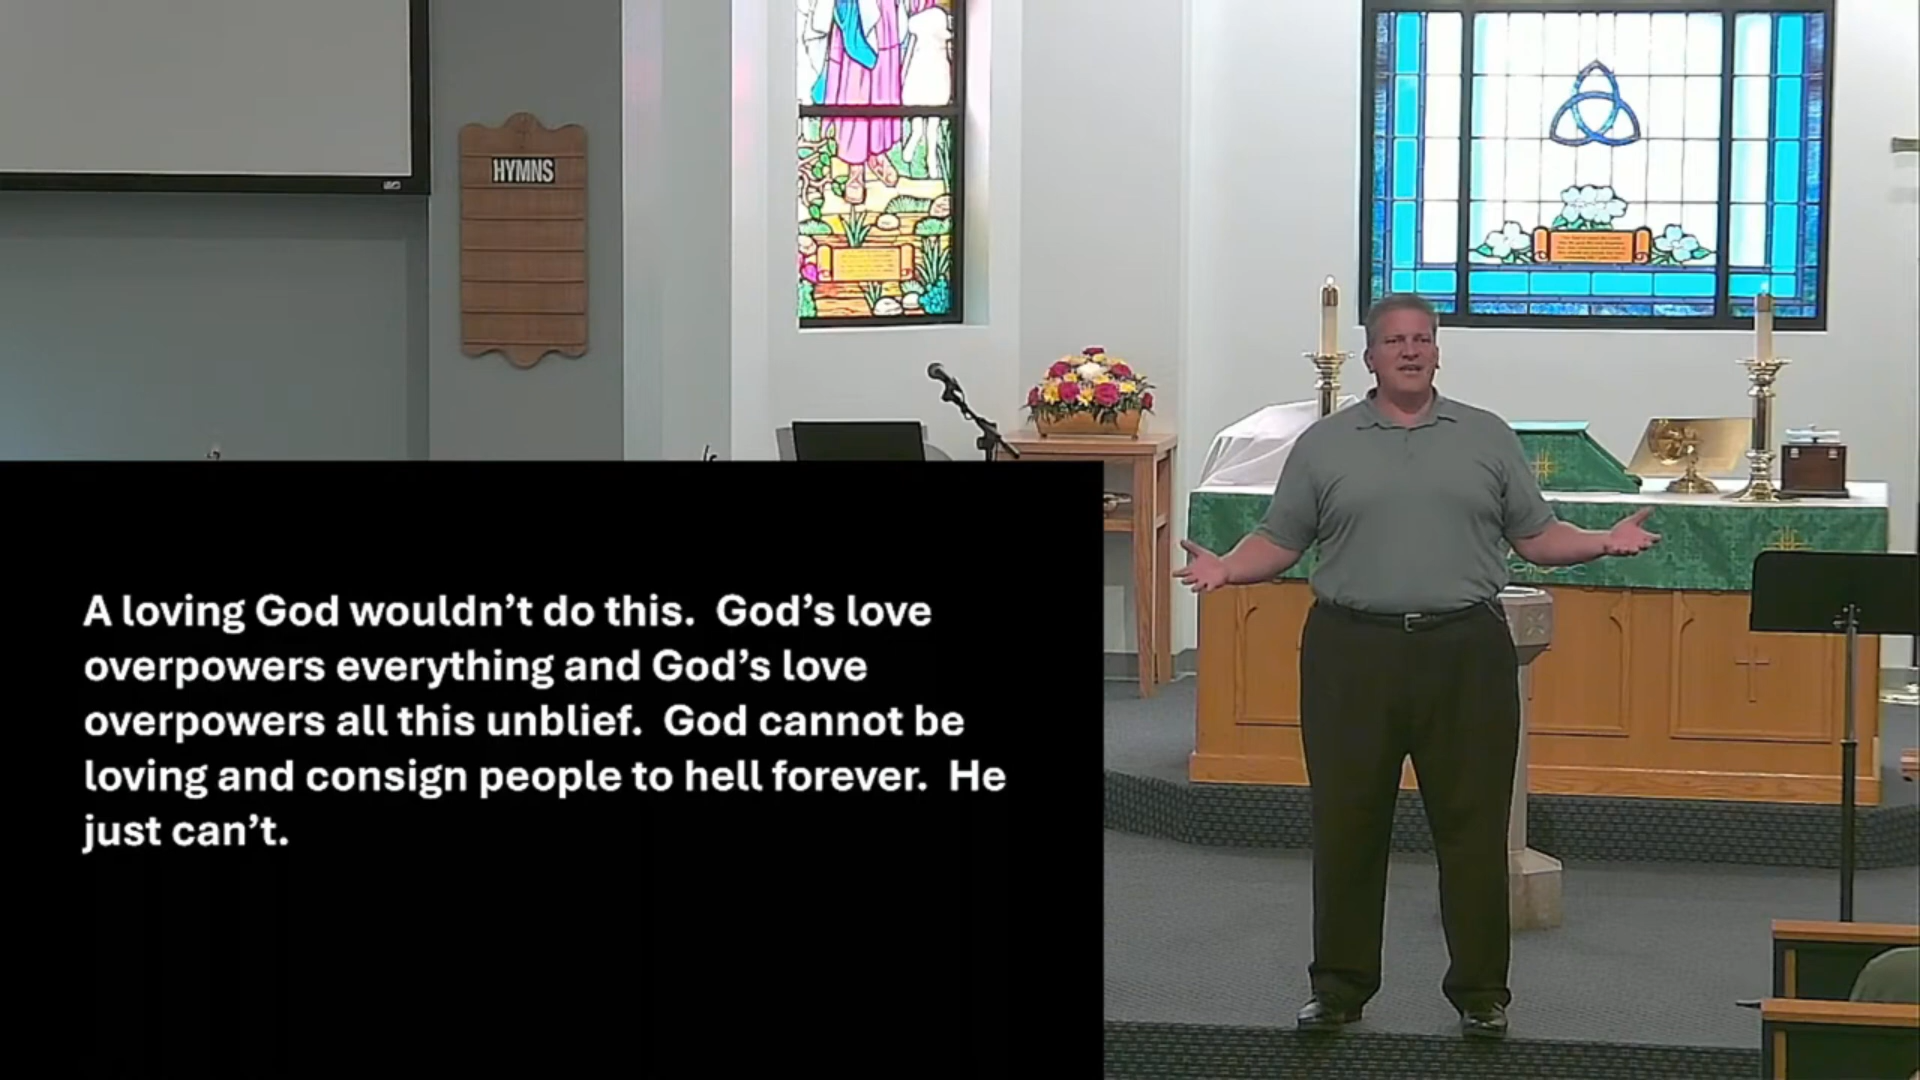 HYMNS
A loving God wouldn't do this.  God's love
overpowers everything and God's love
overpowers all this unblief.  God cannot be
loving and consign people to hell forever.  He
just can't.